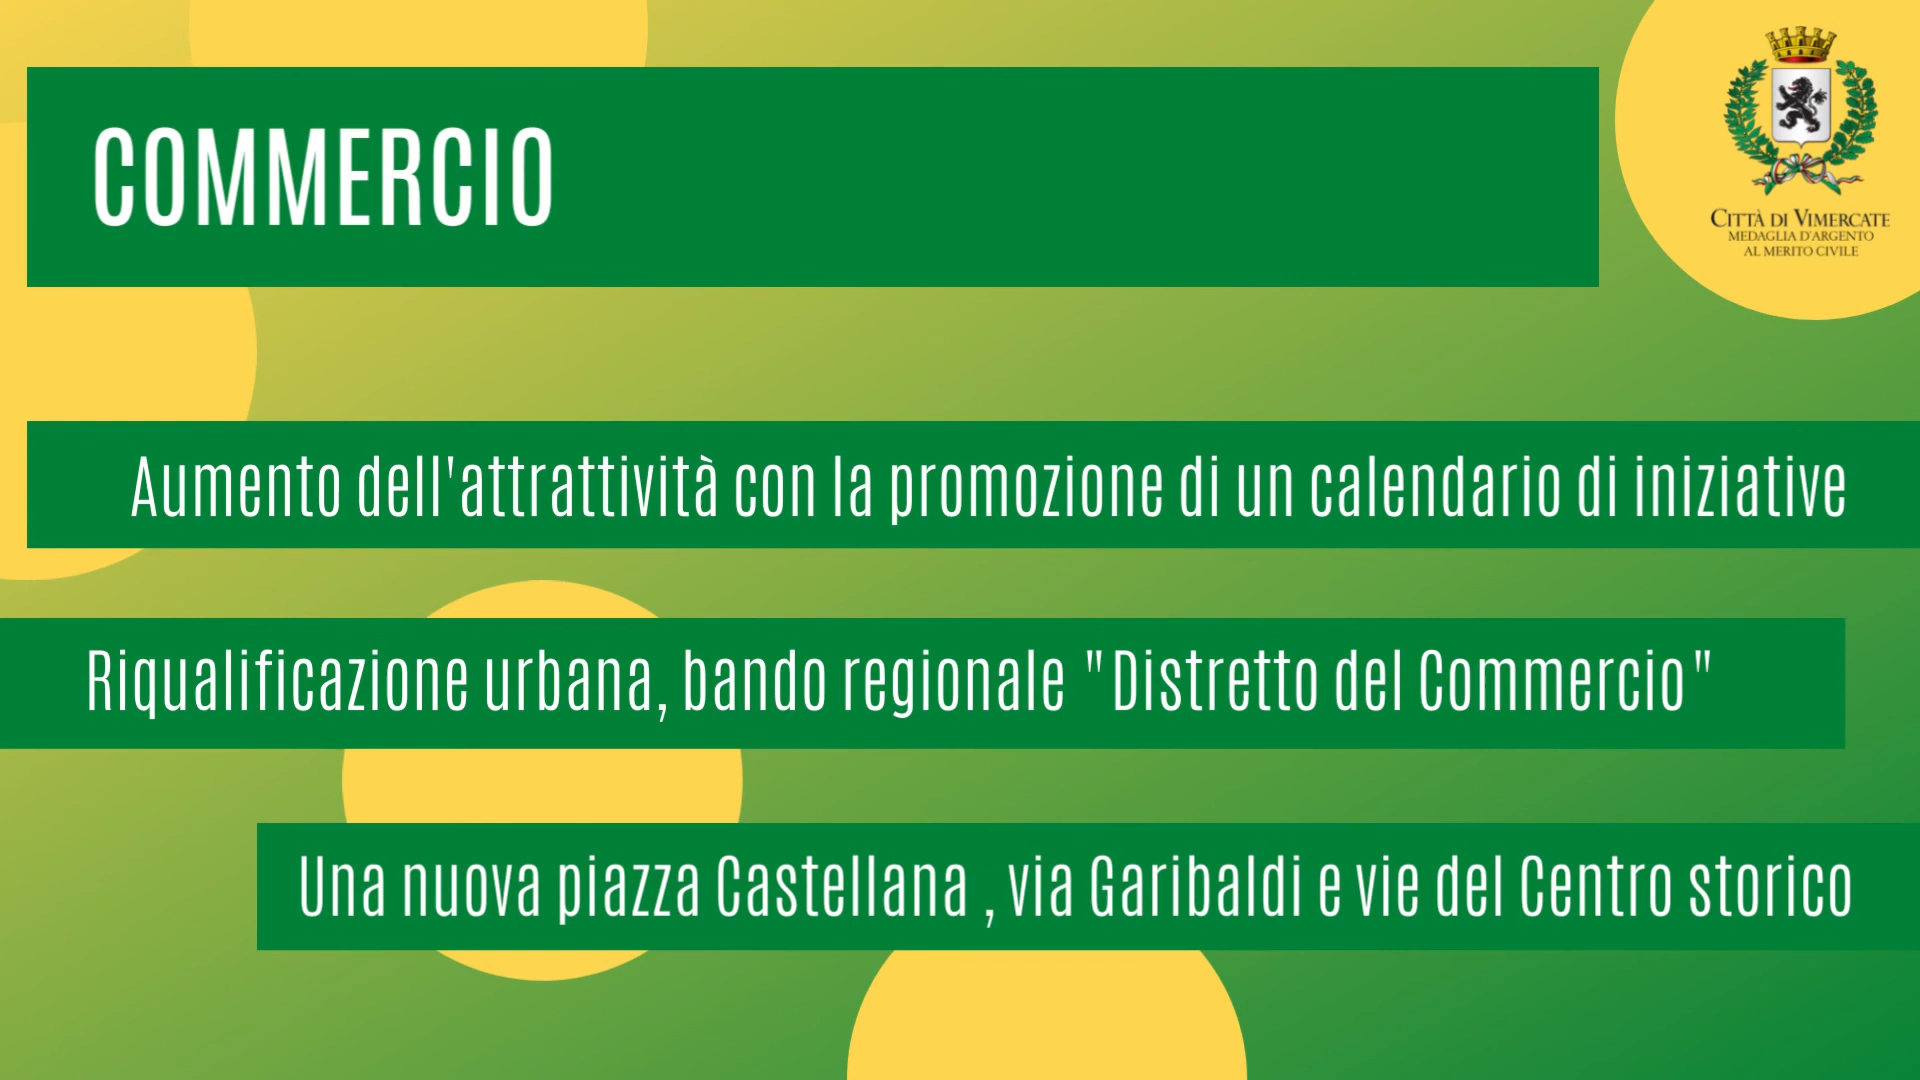 COMMERCIO
CITTÀ DI VIMERCATE
MEDAGLIA D'ARGENTO
AL MERITO CIVILE
Aumento dell'attrattività con la promozione di un calendario di iniziative
Riqualificazione urbana, bando regionale "Distretto del Commercio"
Una nuova piazza Castellana , via Garibaldi e vie del Centro storico